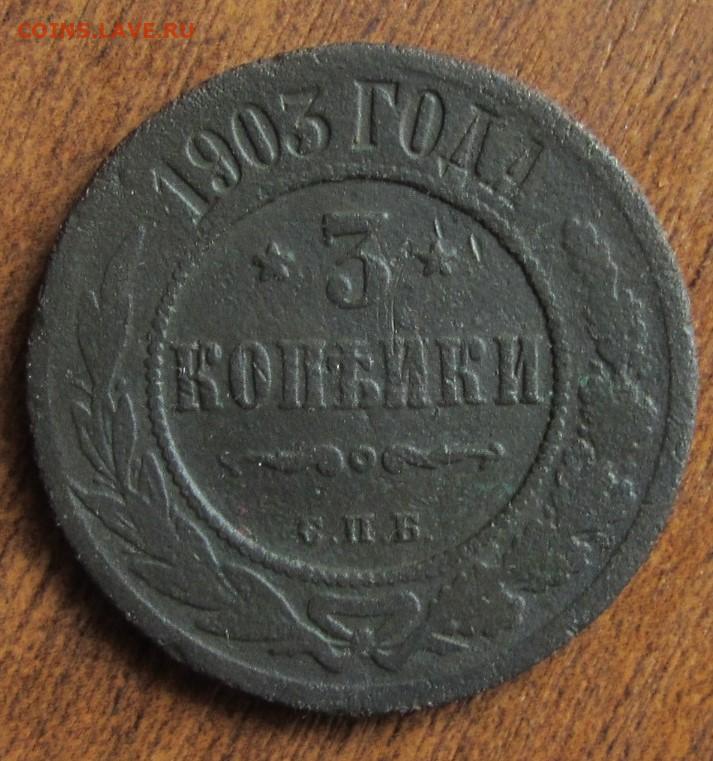 COINS.LAVE.RU
1903 ГОДА
* 3 *
КОПѢЙКИ
С.П.Б.